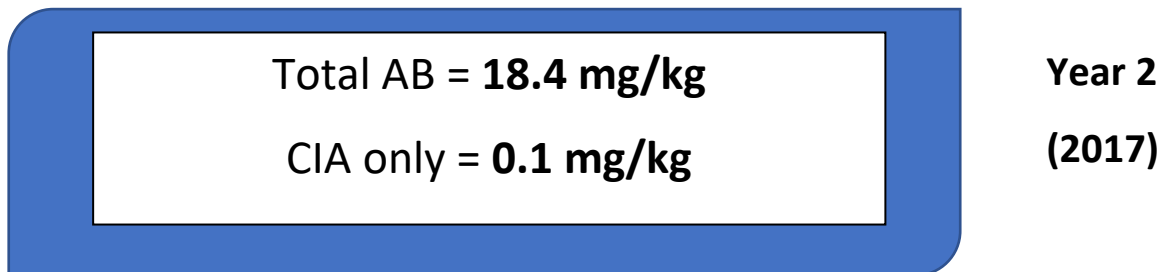 Total AB = 18.4 mg/kg
CIA only = 0.1 mg/kg
Year 2
(2017)